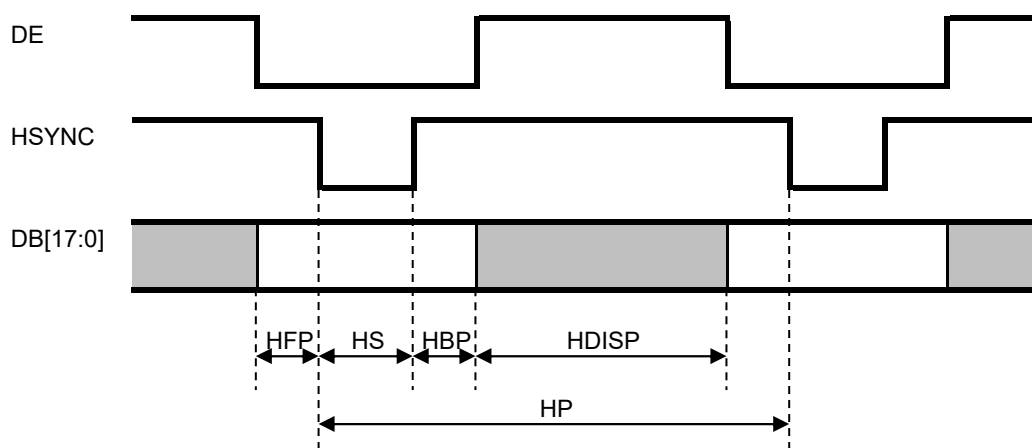 DE
HSYNC
DB[17:0]
HFP HS HBP HDISP
HP